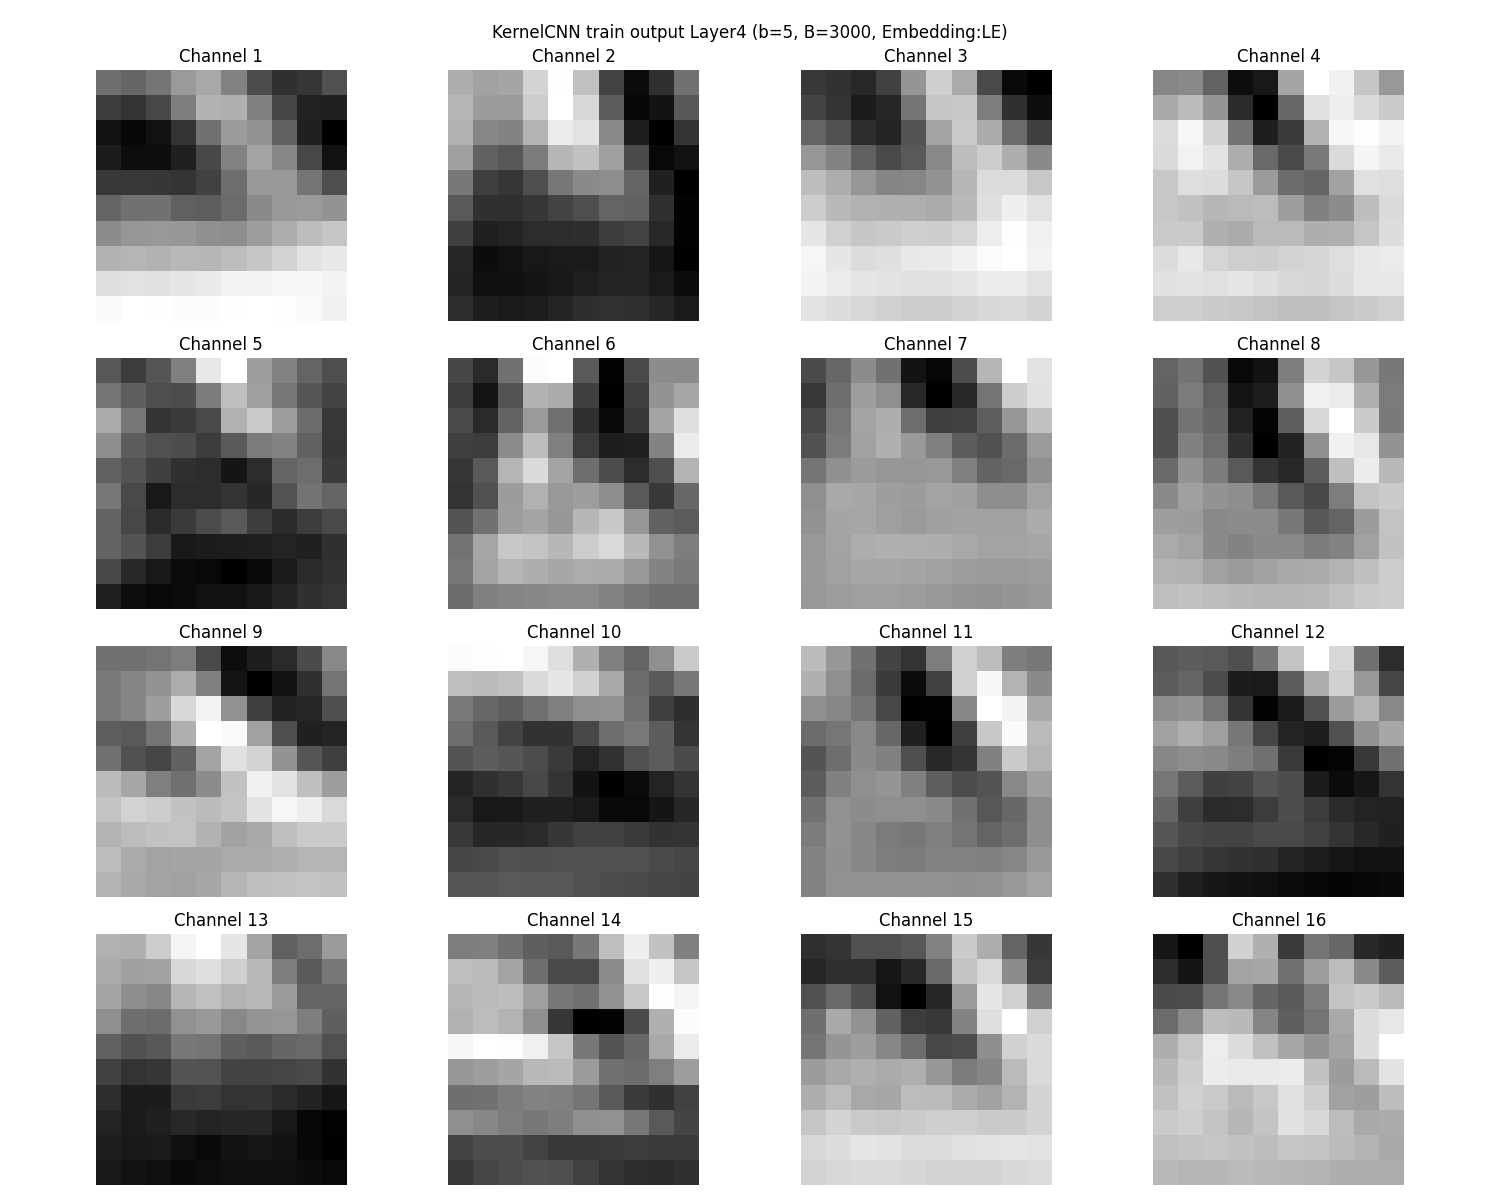 KernelCNN train output Layer4 (b=5, B=3000, Embedding:LE)
Channel 1 Channel 2 Channel 3 Channel 4
Channel 5 Channel 6 Channel 7 Channel 8
Channel 9 Channel 10 Channel 11 Channel 12
Channel 13 Channel 14 Channel 15 Channel 16